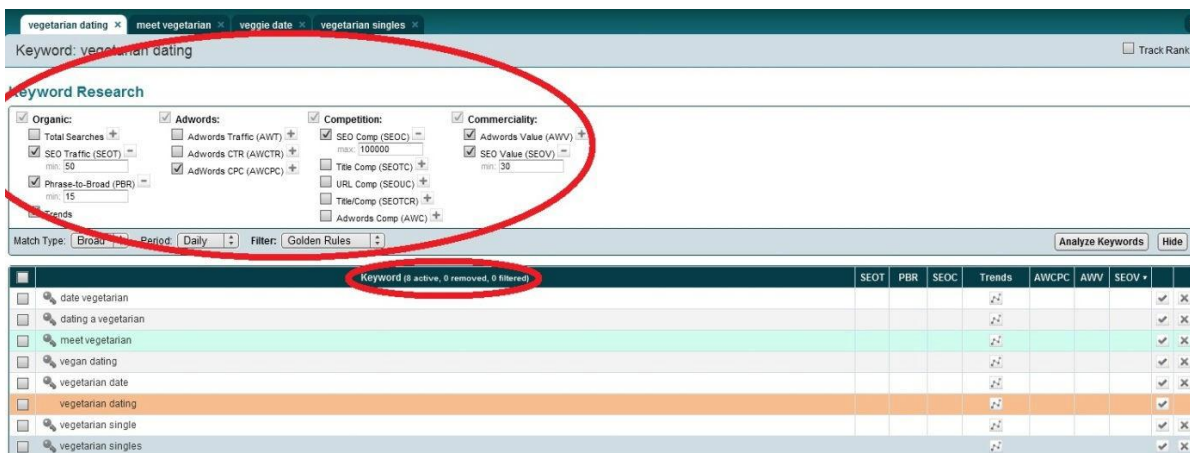 vegetarian dating × meet vegetarian × veggie date × vegetarian singles ×
Keyword: vegetarian dating
Track Rank
Keyword Research
Organic: Adwords: Competition: Commerciality:
Total Searches + Adwords Traffic (AWT) + SEO Comp (SEOC) − Adwords Value (AWV) +
SEO Traffic (SEOT) − Adwords CTR (AWCTR) + max: 100000 SEO Value (SEOV) −
min: 50 AdWords CPC (AWCPC) + Title Comp (SEOTC) + min: 30
Phrase-to-Broad (PBR) − URL Comp (SEOUC) +
min: 15 Title/Comp (SEOTCR) +
Trends Adwords Comp (AWC) +
Match Type: Broad Period: Daily Filter: Golden Rules Analyze Keywords Hide
Keyword (8 active, 0 removed, 0 filtered) SEOT PBR SEOC Trends AWCPC AWV SEOV ▾
date vegetarian
dating a vegetarian
meet vegetarian
vegan dating
vegetarian date
vegetarian dating
vegetarian single
vegetarian singles